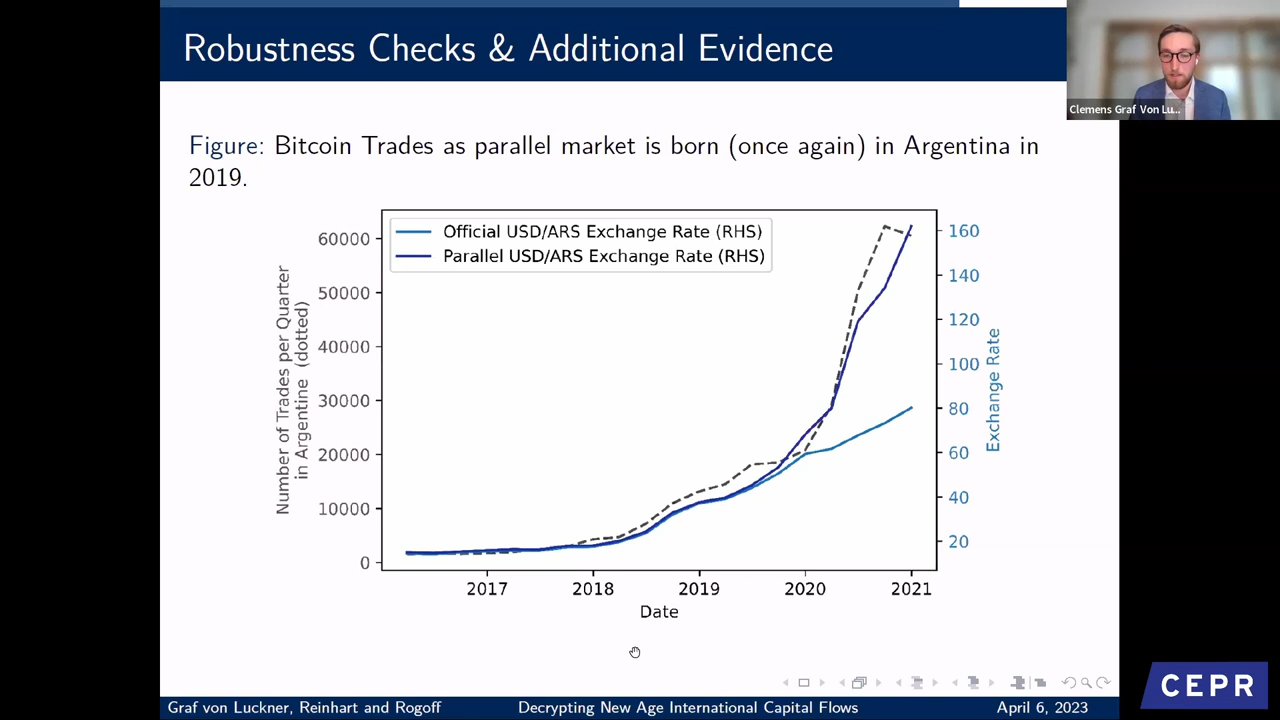 Robustness Checks & Additional Evidence
Clemens Graf Von Lu...
Figure: Bitcoin Trades as parallel market is born (once again) in Argentina in
2019.
Official USD/ARS Exchange Rate (RHS)
Parallel USD/ARS Exchange Rate (RHS)
Number of Trades per Quarter
in Argentine (dotted)
60000
50000
40000
30000
20000
10000
0
160
140
120
100
80
60
40
20
Exchange Rate
2017 2018 2019 2020 2021
Date
CEPR
Graf von Luckner, Reinhart and Rogoff Decrypting New Age International Capital Flows April 6, 2023